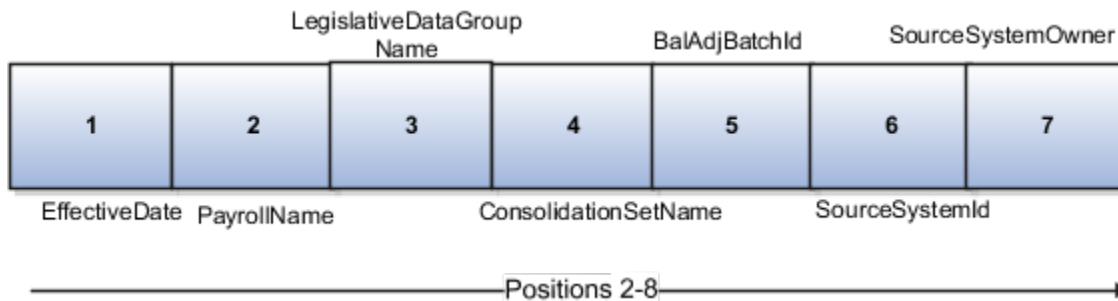 LegislativeDataGroup
Name
BalAdjBatchId
SourceSystemOwner
1
2
3
4
5
6
7
EffectiveDate
PayrollName
ConsolidationSetName
SourceSystemId
Positions 2-8